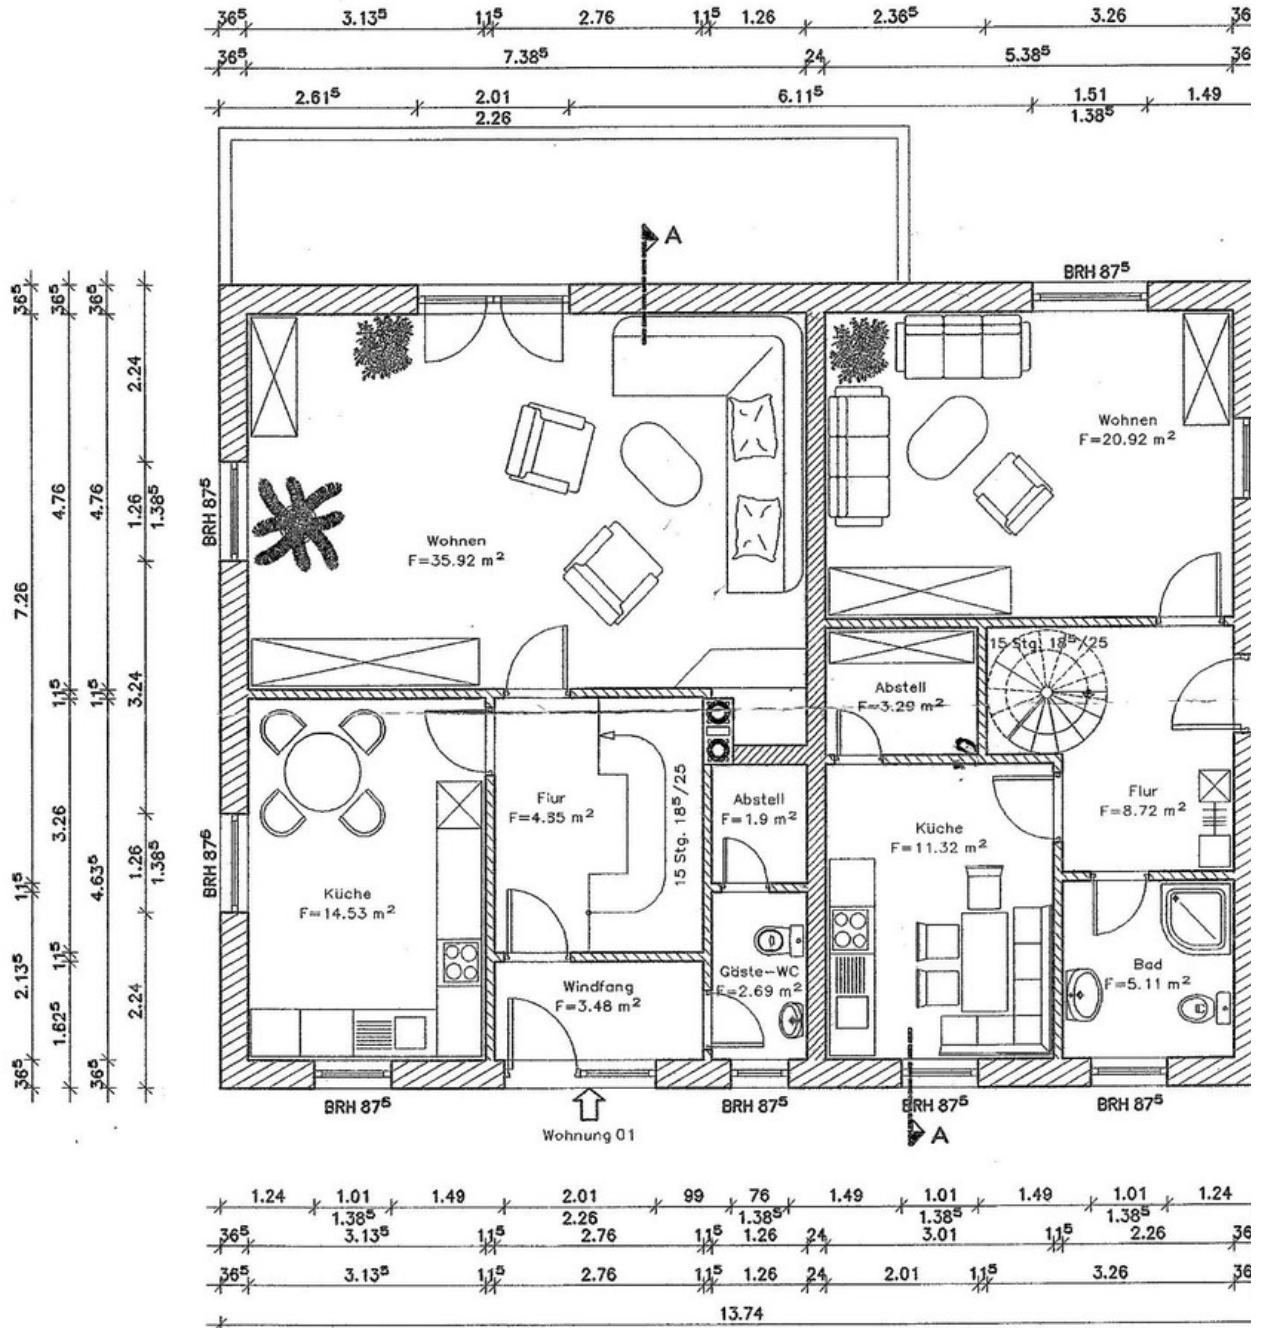 36⁵ 3.13⁵ 11⁵ 2.76 11⁵ 1.26 2.36⁵ 3.26 36
36⁵ 7.38⁵ 24 5.38⁵ 36
2.61⁵ 2.01 6.11⁵ 1.51 1.49
2.26 1.38⁵
A
BRH 87⁵
36⁵ 36⁵ 36⁵
2.24
Wohnen
F=20.92 m²
4.76 4.76 1.26 1.38⁵
BRH 87⁵
Wohnen
F=35.92 m²
7.26
15 Stg. 18⁵/25
11⁵ 11⁵ 3.24
Abstell
F=3.29 m²
Flur
F=4.85 m²
15 Stg. 18⁵/25
Abstell
F=1.9 m²
Küche
F=11.32 m²
Flur
F=8.72 m²
3.26 4.63⁵ 1.26 1.38⁵
BRH 87⁵
11⁵
Küche
F=14.53 m²
2.13⁵ 11⁵ 1.62⁵ 2.24
Windfang
F=3.48 m²
Gäste-WC
F=2.69 m²
Bad
F=5.11 m²
36⁵ 36⁵
BRH 87⁵ BRH 87⁵ BRH 87⁵ BRH 87⁵
Wohnung 01
A
1.24 1.01 1.49 2.01 99 76 1.49 1.01 1.49 1.01 1.24
1.38⁵ 2.26 1.38⁵ 1.38⁵ 1.38⁵
36⁵ 3.13⁵ 11⁵ 2.76 11⁵ 1.26 24 3.01 11⁵ 2.26 36
36⁵ 3.13⁵ 11⁵ 2.76 11⁵ 1.26 24 2.01 11⁵ 3.26 36
13.74